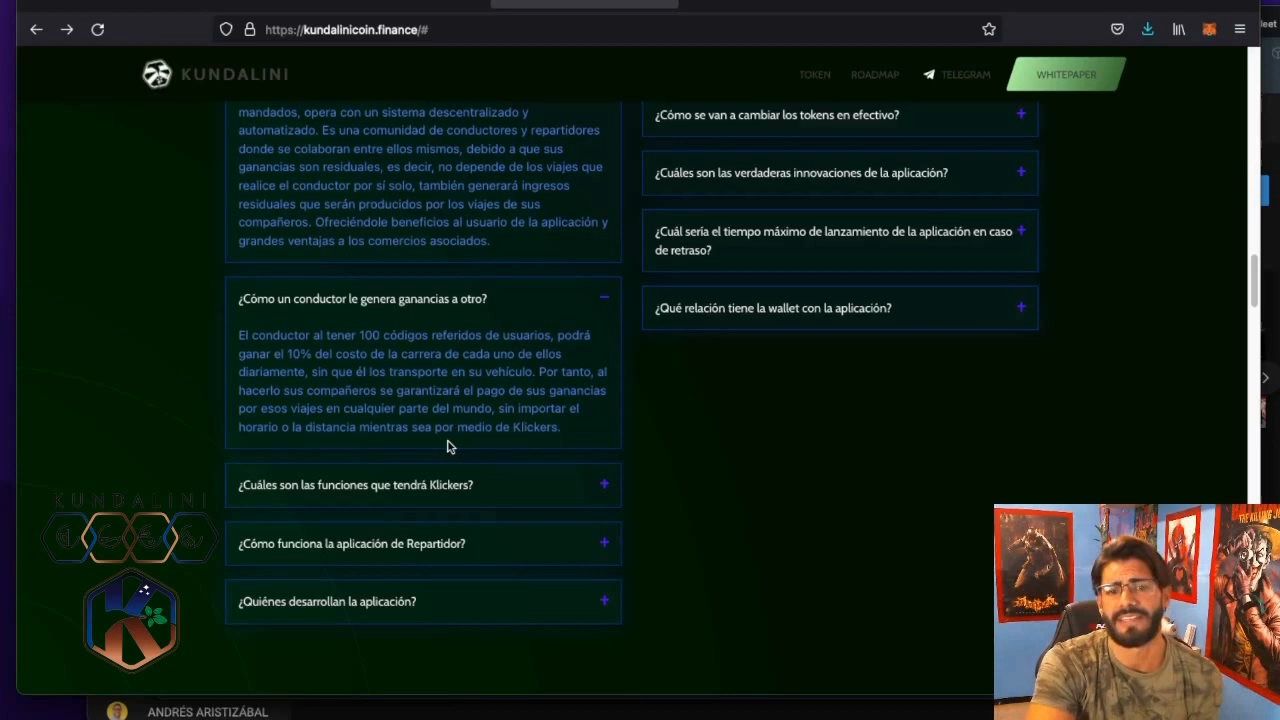 https://kundalinicoin.finance/#
KUNDALINI
TOKEN
ROADMAP
TELEGRAM
WHITEPAPER
mandados, opera con un sistema descentralizado y
automatizado. Es una comunidad de conductores y repartidores
donde se colaboran entre ellos mismos, debido a que sus
ganancias son residuales, es decir, no depende de los viajes que
realice el conductor por sí solo, también generará ingresos
residuales que serán producidos por los viajes de sus
compañeros. Ofreciéndole beneficios al usuario de la aplicación y
grandes ventajas a los comercios asociados.
¿Cómo un conductor le genera ganancias a otro?
El conductor al tener 100 códigos referidos de usuarios, podrá
ganar el 10% del costo de la carrera de cada uno de ellos
diariamente, sin que él los transporte en su vehículo. Por tanto, al
hacerlo sus compañeros se garantizará el pago de sus ganancias
por esos viajes en cualquier parte del mundo, sin importar el
horario o la distancia mientras sea por medio de Klickers.
¿Cuáles son las funciones que tendrá Klickers?
¿Cómo funciona la aplicación de Repartidor?
¿Quiénes desarrollan la aplicación?
¿Cómo se van a cambiar los tokens en efectivo?
¿Cuáles son las verdaderas innovaciones de la aplicación?
¿Cuál sería el tiempo máximo de lanzamiento de la aplicación en caso
de retraso?
¿Qué relación tiene la wallet con la aplicación?
KUNDALINI
K
ANDRÉS ARISTIZÁBAL
leet
THE KILLING JO